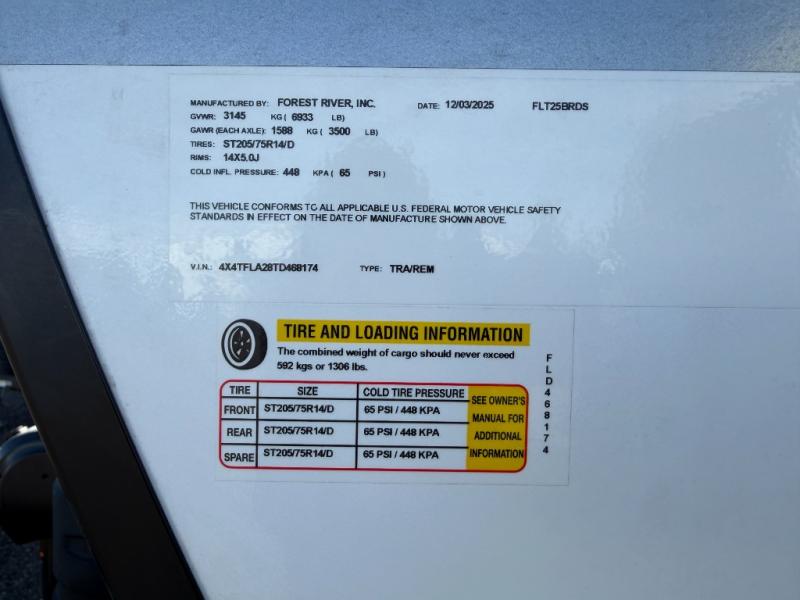 MANUFACTURED BY: FOREST RIVER, INC. DATE: 12/03/2025 FLT25BRDS
GVWR: 3145 KG ( 6933 LB)
GAWR (EACH AXLE): 1588 KG ( 3500 LB)
TIRES: ST205/75R14/D
RIMS: 14X5.0J
COLD INFL. PRESSURE: 448 KPA ( 65 PSI )
THIS VEHICLE CONFORMS TO ALL APPLICABLE U.S. FEDERAL MOTOR VEHICLE SAFETY
STANDARDS IN EFFECT ON THE DATE OF MANUFACTURE SHOWN ABOVE.
V.I.N.: 4X4TFLA28TD468174 TYPE: TRA/REM
TIRE AND LOADING INFORMATION
The combined weight of cargo should never exceed
592 kgs or 1306 lbs.
TIRE SIZE COLD TIRE PRESSURE
FRONT ST205/75R14/D 65 PSI / 448 KPA
REAR ST205/75R14/D 65 PSI / 448 KPA
SPARE ST205/75R14/D 65 PSI / 448 KPA
SEE OWNER'S
MANUAL FOR
ADDITIONAL
INFORMATION
FLD468174